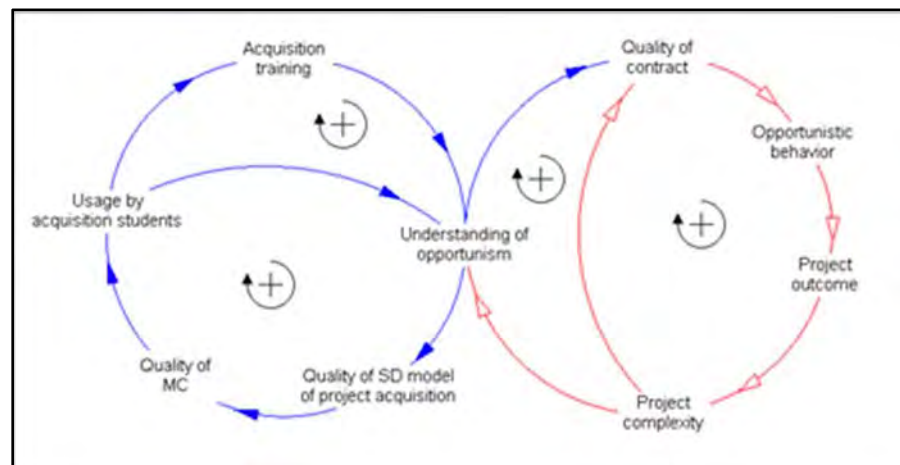 Acquisition
training
Quality of
contract
Opportunistic
behavior
Usage by
acquisition students
Understanding of
opportunism
Project
outcome
Quality of
MC
Quality of SD model
of project acquisition
Project
complexity